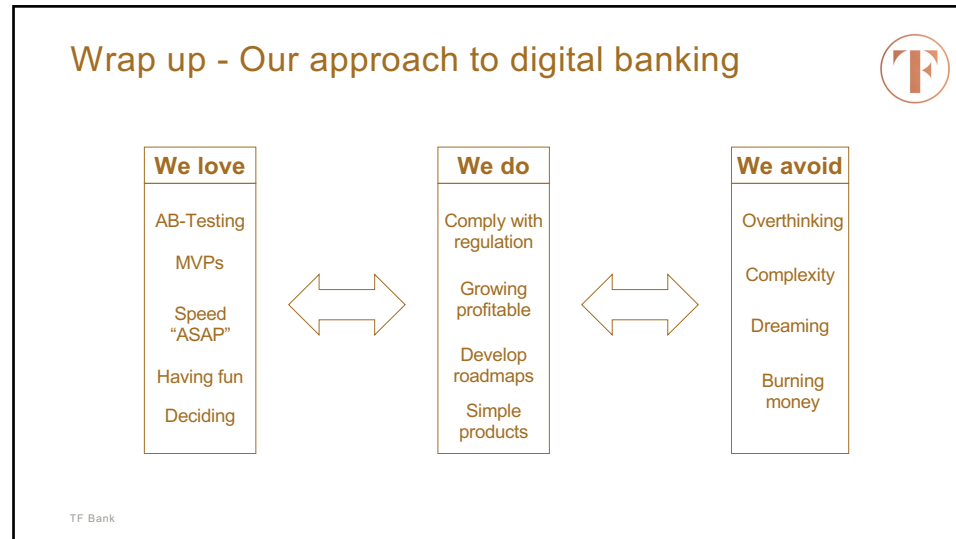 Wrap up - Our approach to digital banking
TF
We love
AB-Testing
MVPs
Speed
“ASAP”
Having fun
Deciding
We do
Comply with
regulation
Growing
profitable
Develop
roadmaps
Simple
products
We avoid
Overthinking
Complexity
Dreaming
Burning
money
TF Bank